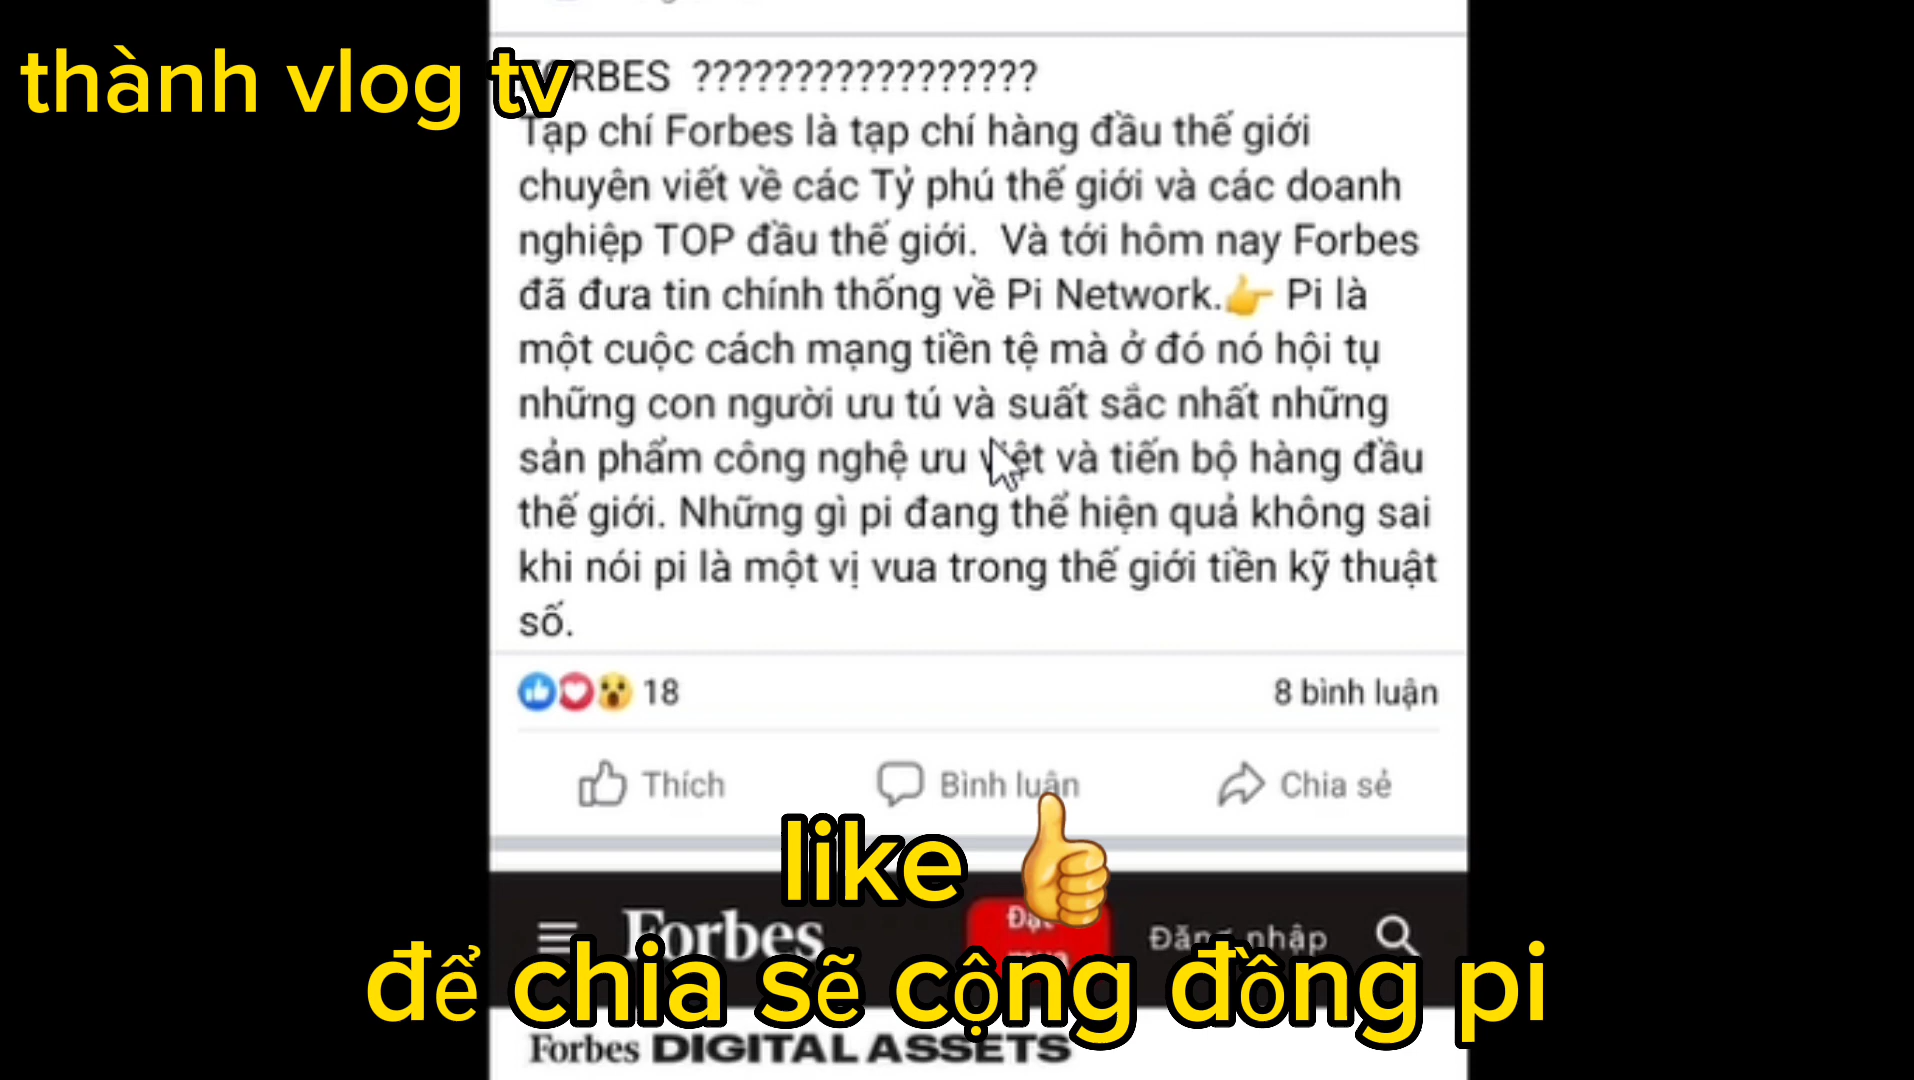 thành vlog tv
RBES ?????????????????
Tạp chí Forbes là tạp chí hàng đầu thế giới
chuyên viết về các Tỷ phú thế giới và các doanh
nghiệp TOP đầu thế giới. Và tới hôm nay Forbes
đã đưa tin chính thống về Pi Network.👉 Pi là
một cuộc cách mạng tiền tệ mà ở đó nó hội tụ
những con người ưu tú và suất sắc nhất những
sản phẩm công nghệ ưu việt và tiến bộ hàng đầu
thế giới. Những gì pi đang thể hiện quả không sai
khi nói pi là một vị vua trong thế giới tiền kỹ thuật
số.
18 8 bình luận
Thích Bình luận Chia sẻ
like 👍
Forbes Đặt mua Đăng nhập
để chia sẽ cộng đồng pi
Forbes DIGITAL ASSETS